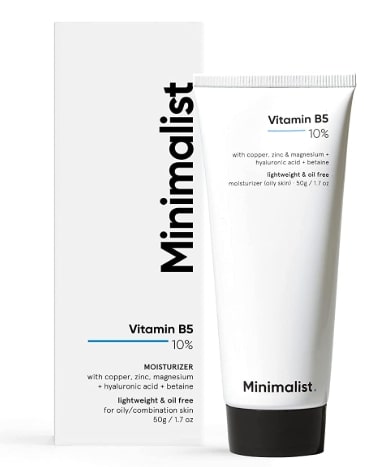 Minimalist
Vitamin B5
10%
MOISTURIZER
with copper, zinc, magnesium
+ hyaluronic acid + betaine
lightweight & oil free
for oily/combination skin
50g / 1.7 oz
Vitamin B5
10%
with copper, zinc & magnesium +
hyaluronic acid + betaine
lightweight & oil free
moisturizer (oily skin) · 50g / 1.7 oz
Minimalist.